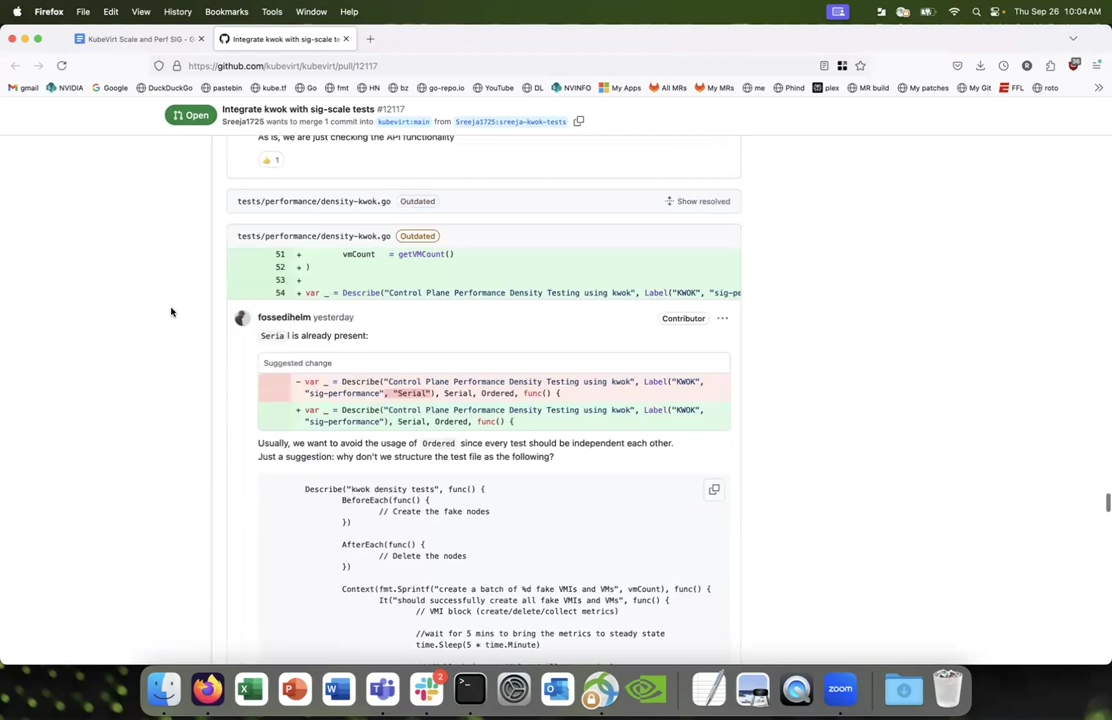 Firefox File Edit View History Bookmarks Tools Window Help Thu Sep 26 10:04 AM
KubeVirt Scale and Perf SIG - G
Integrate kwok with sig-scale te
https://github.com/kubevirt/kubevirt/pull/12117
gmail NVIDIA Google DuckDuckGo pastebin kube.tf fmt Go HN bz go-repo.io YouTube DL NVINFO My Apps All MRs My MRs me Phind plex MR build My patches My Git FFL roto
Open
Integrate kwok with sig-scale tests #12117
Sreeja1725 wants to merge 1 commit into kubevirt:main from Sreeja1725:sreeja-kwok-tests
As is, we are just checking the API functionality
👍 1
tests/performance/density-kwok.go Outdated Show resolved
tests/performance/density-kwok.go Outdated
51 + vmCount = getVMCount()
52 + )
53 +
54 + var _ = Describe("Control Plane Performance Density Testing using kwok", Label("KWOK", "sig-pe
fossedihelm yesterday Contributor
Serial is already present:
Suggested change
- var _ = Describe("Control Plane Performance Density Testing using kwok", Label("KWOK",
"sig-performance", "Serial"), Serial, Ordered, func() {
+ var _ = Describe("Control Plane Performance Density Testing using kwok", Label("KWOK",
"sig-performance"), Serial, Ordered, func() {
Usually, we want to avoid the usage of Ordered since every test should be independent each other.
Just a suggestion: why don't we structure the test file as the following?
Describe("kwok density tests", func() {
BeforeEach(func() {
// Create the fake nodes
})
AfterEach(func() {
// Delete the nodes
})
Context(fmt.Sprintf("create a batch of %d fake VMIs and VMs", vmCount), func() {
It("should successfully create all fake VMIs and VMs", func() {
// VMI block (create/delete/collect metrics)
//wait for 5 mins to bring the metrics to steady state
time.Sleep(5 * time.Minute)
2
zoom